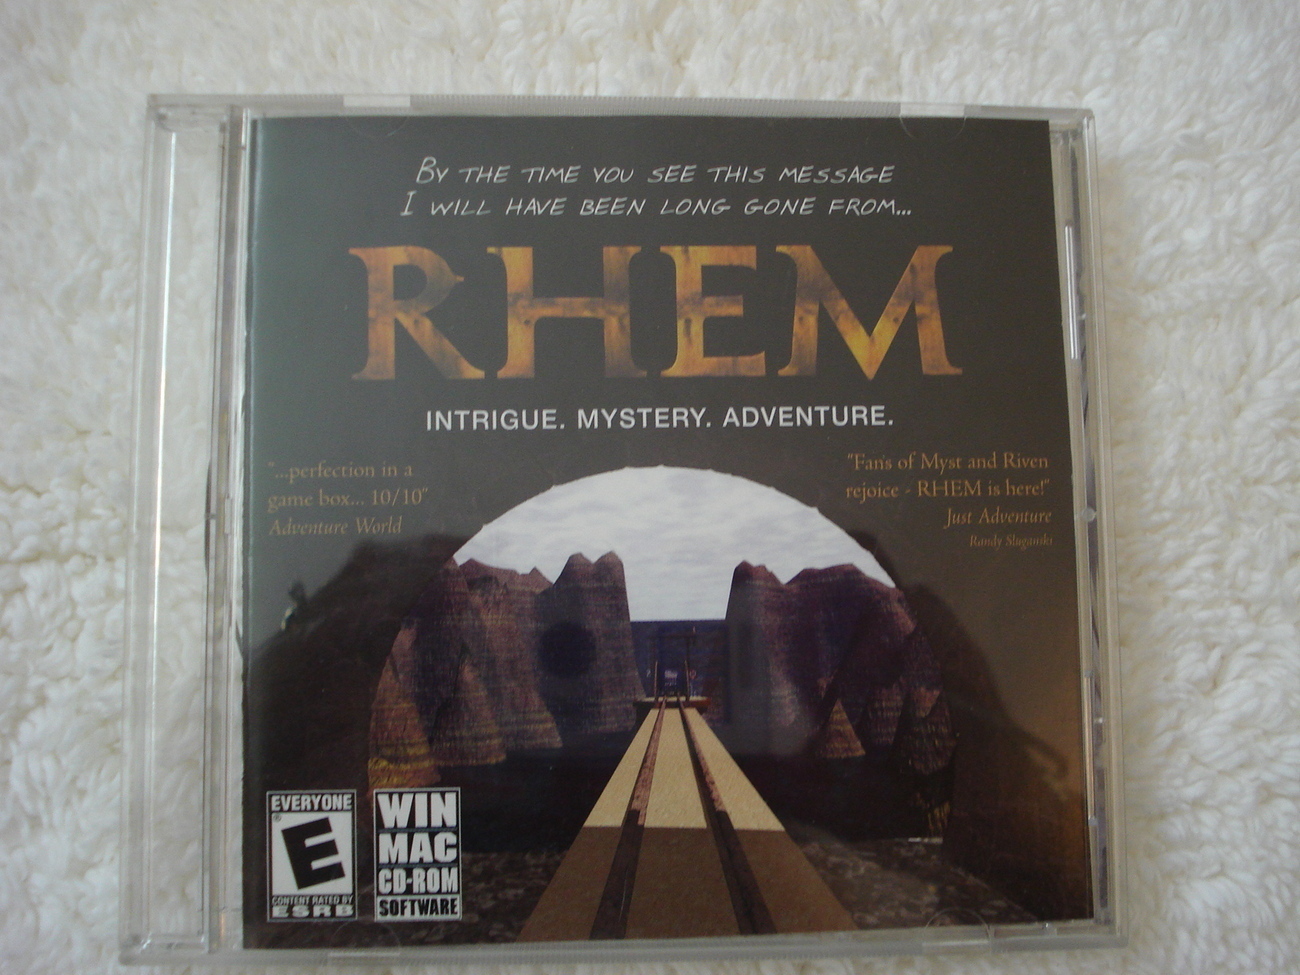 BY THE TIME YOU SEE THIS MESSAGE
I WILL HAVE BEEN LONG GONE FROM...
RHEM
INTRIGUE. MYSTERY. ADVENTURE.
"...perfection in a
game box... 10/10"
Adventure World
"Fans of Myst and Riven
rejoice - RHEM is here!"
Just Adventure
Randy Sluganski
EVERYONE
E
CONTENT RATED BY
ESRB
WIN
MAC
CD-ROM
SOFTWARE